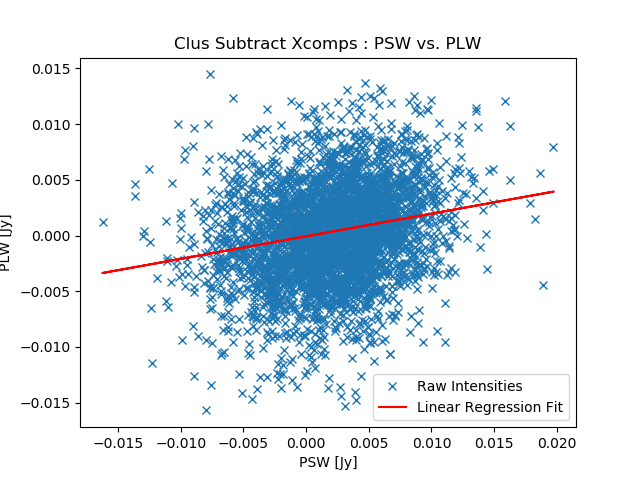 Clus Subtract Xcomps : PSW vs. PLW
0.015
0.010
0.005
0.000
−0.005
−0.010
−0.015
PLW [Jy]
−0.015 −0.010 −0.005 0.000 0.005 0.010 0.015 0.020
PSW [Jy]
Raw Intensities
Linear Regression Fit